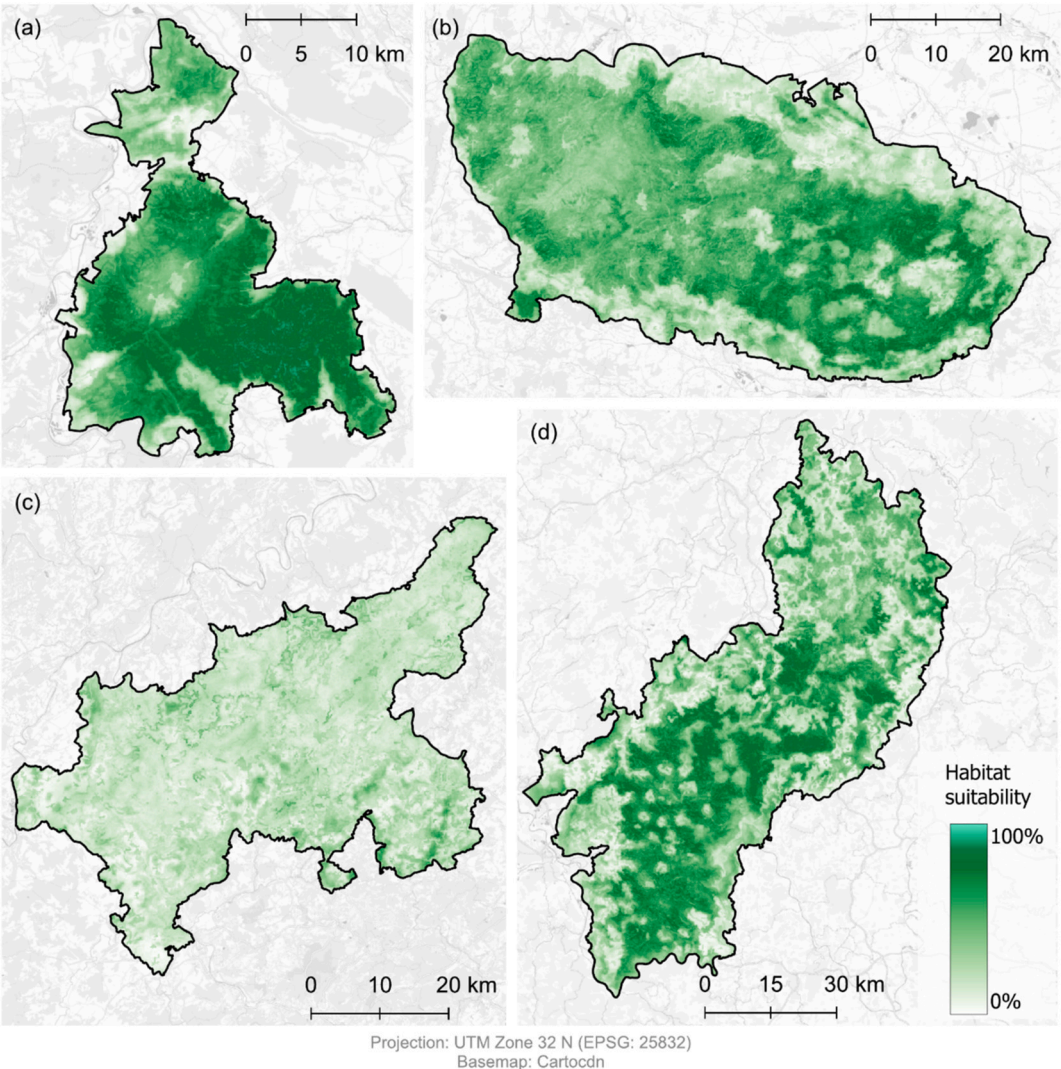 (a)
0 5 10 km
(b)
0 10 20 km
(c)
0 10 20 km
(d)
0 15 30 km
Habitat
suitability
100%
0%
Projection: UTM Zone 32 N (EPSG: 25832)
Basemap: Cartocdn